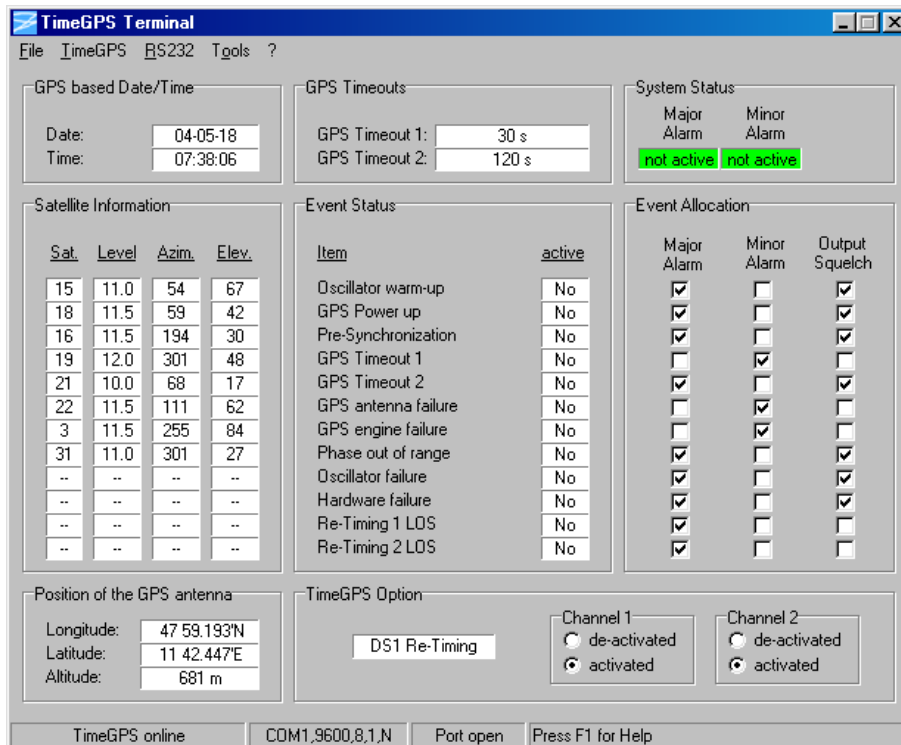 TimeGPS Terminal
File TimeGPS RS232 Tools ?
GPS based Date/Time
Date: 04-05-18
Time: 07:38:06
GPS Timeouts
GPS Timeout 1: 30 s
GPS Timeout 2: 120 s
System Status
Major Alarm Minor Alarm
not active not active
Satellite Information
Sat. Level Azim. Elev.
15 11.0 54 67
18 11.5 59 42
16 11.5 194 30
19 12.0 301 48
21 10.0 68 17
22 11.5 111 62
3 11.5 255 84
31 11.0 301 27
-- -- -- --
-- -- -- --
-- -- -- --
-- -- -- --
Event Status
Item active
Oscillator warm-up No
GPS Power up No
Pre-Synchronization No
GPS Timeout 1 No
GPS Timeout 2 No
GPS antenna failure No
GPS engine failure No
Phase out of range No
Oscillator failure No
Hardware failure No
Re-Timing 1 LOS No
Re-Timing 2 LOS No
Event Allocation
Major Alarm Minor Alarm Output Squelch
Position of the GPS antenna
Longitude: 47 59.193'N
Latitude: 11 42.447'E
Altitude: 681 m
TimeGPS Option
DS1 Re-Timing
Channel 1
de-activated
activated
Channel 2
de-activated
activated
TimeGPS online COM1,9600,8,1,N Port open Press F1 for Help